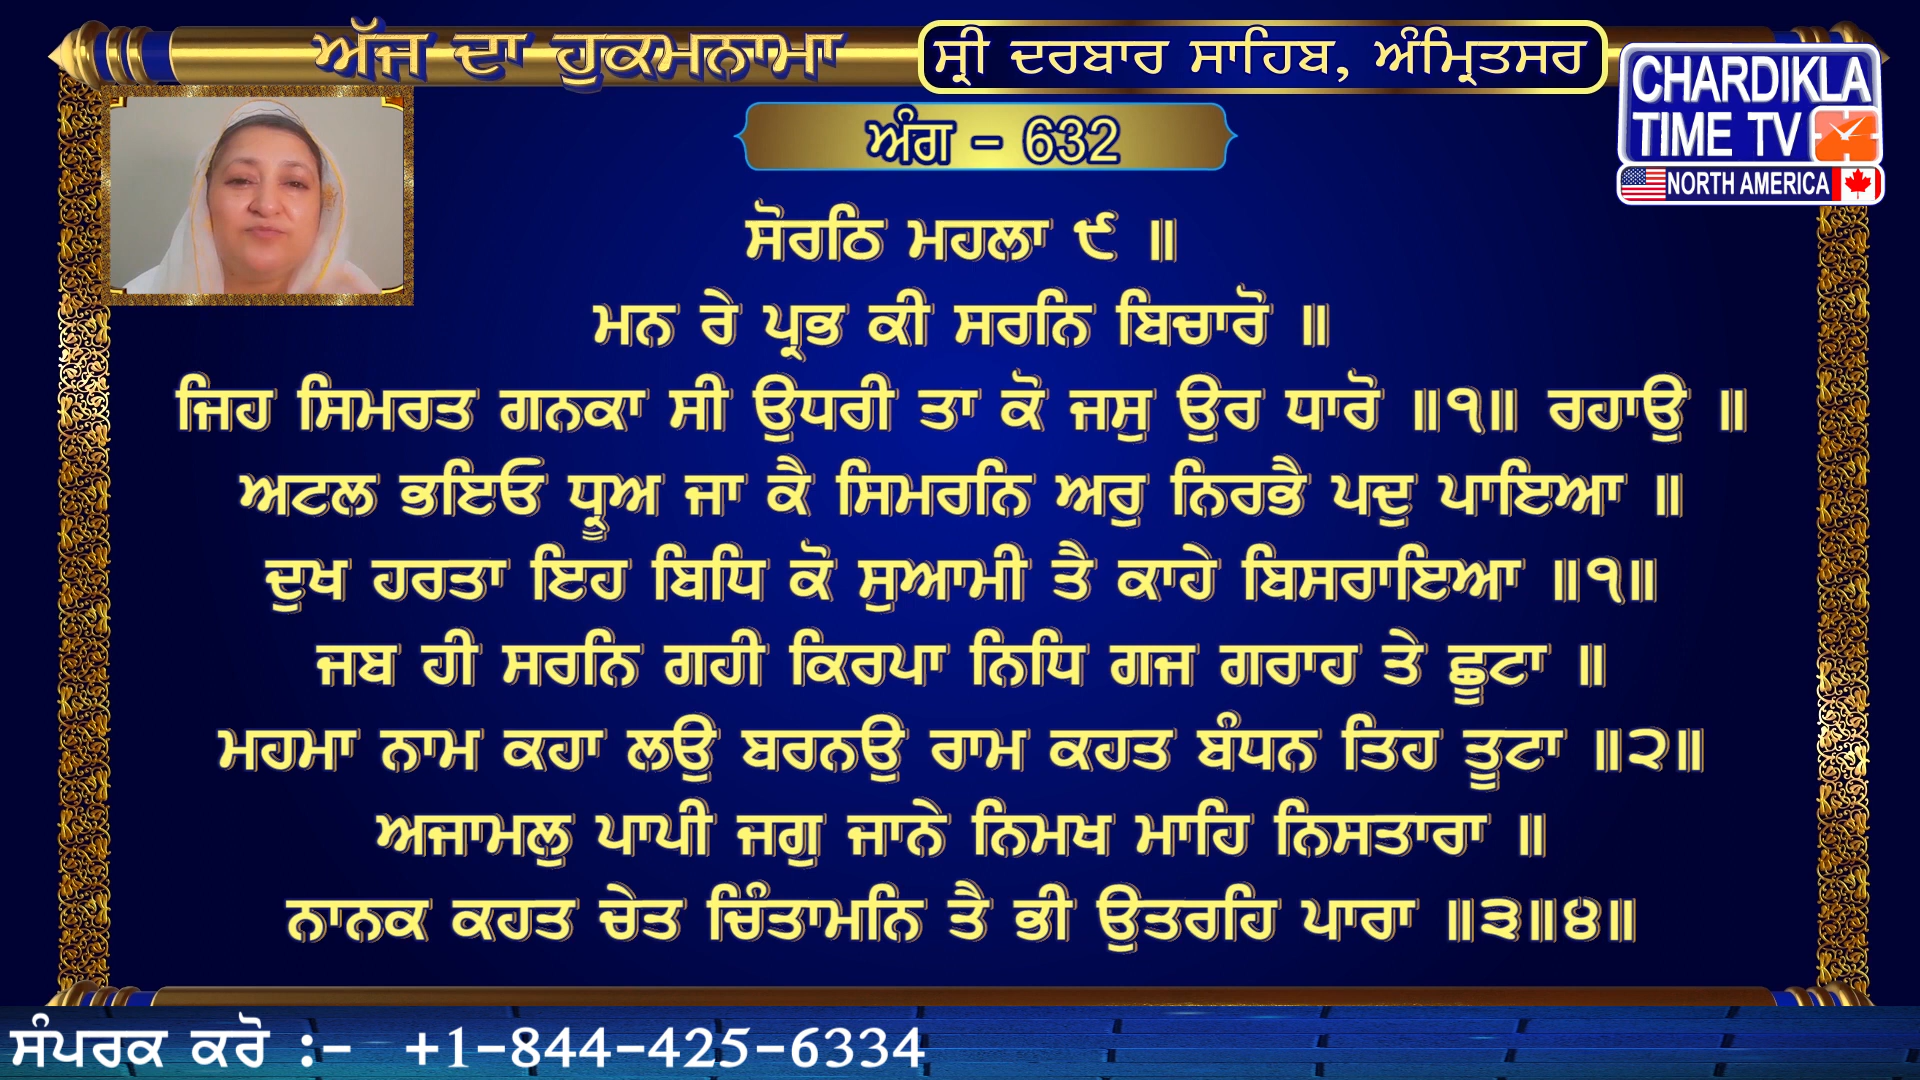 ਅੱਜ ਦਾ ਹੁਕਮਨਾਮਾ
ਸ੍ਰੀ ਦਰਬਾਰ ਸਾਹਿਬ, ਅੰਮ੍ਰਿਤਸਰ
CHARDIKLA
TIME TV
NORTH AMERICA
ਅੰਗ - 632
ਸੋਰਠਿ ਮਹਲਾ ੯ ॥
ਮਨ ਰੇ ਪ੍ਰਭ ਕੀ ਸਰਨਿ ਬਿਚਾਰੋ ॥
ਜਿਹ ਸਿਮਰਤ ਗਨਕਾ ਸੀ ਉਧਰੀ ਤਾ ਕੋ ਜਸੁ ਉਰ ਧਾਰੋ ॥੧॥ ਰਹਾਉ ॥
ਅਟਲ ਭਇਓ ਧ੍ਰੂਅ ਜਾ ਕੈ ਸਿਮਰਨਿ ਅਰੁ ਨਿਰਭੈ ਪਦੁ ਪਾਇਆ ॥
ਦੁਖ ਹਰਤਾ ਇਹ ਬਿਧਿ ਕੋ ਸੁਆਮੀ ਤੈ ਕਾਹੇ ਬਿਸਰਾਇਆ ॥੧॥
ਜਬ ਹੀ ਸਰਨਿ ਗਹੀ ਕਿਰਪਾ ਨਿਧਿ ਗਜ ਗਰਾਹ ਤੇ ਛੂਟਾ ॥
ਮਹਮਾ ਨਾਮ ਕਹਾ ਲਉ ਬਰਨਉ ਰਾਮ ਕਹਤ ਬੰਧਨ ਤਿਹ ਤੂਟਾ ॥੨॥
ਅਜਾਮਲੁ ਪਾਪੀ ਜਗੁ ਜਾਨੇ ਨਿਮਖ ਮਾਹਿ ਨਿਸਤਾਰਾ ॥
ਨਾਨਕ ਕਹਤ ਚੇਤ ਚਿੰਤਾਮਨਿ ਤੈ ਭੀ ਉਤਰਹਿ ਪਾਰਾ ॥੩॥੪॥
ਸੰਪਰਕ ਕਰੋ :- +1-844-425-6334